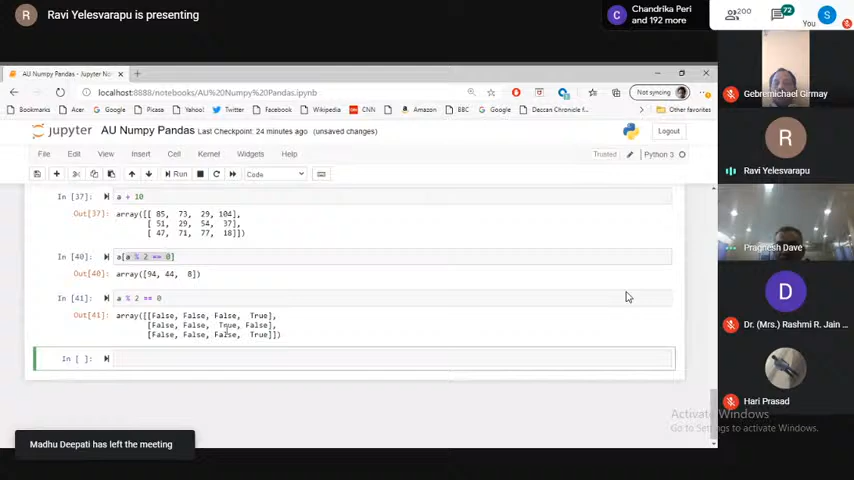 R Ravi Yelesvarapu is presenting
C Chandrika Peri and 192 more
200
72
S
You
AU Numpy Pandas - Jupyter Note
localhost:8888/notebooks/AU%20Numpy%20Pandas.ipynb
Not syncing
Bookmarks Acer Google Picasa Yahoo! Twitter Google Facebook Wikipedia CNN Amazon BBC Google Deccan Chronicle F Other favorites
jupyter AU Numpy Pandas Last Checkpoint: 24 minutes ago (unsaved changes)
Logout
File Edit View Insert Cell Kernel Widgets Help
Trusted Python 3
Run Code
In [37]: a + 10
Out[37]: array([[ 85, 73, 29, 104],
[ 51, 29, 54, 37],
[ 47, 71, 77, 18]])
In [40]: a[a % 2 == 0]
Out[40]: array([94, 44, 8])
In [41]: a % 2 == 0
Out[41]: array([[False, False, False, True],
[False, False, True, False],
[False, False, False, True]])
In [ ]:
Activate Windows
Go to Settings to activate Windows.
Madhu Deepati has left the meeting
Gebremichael Girmay
R
Ravi Yelesvarapu
Pragnesh Dave
D
Dr. (Mrs.) Rashmi R. Jain ...
Hari Prasad